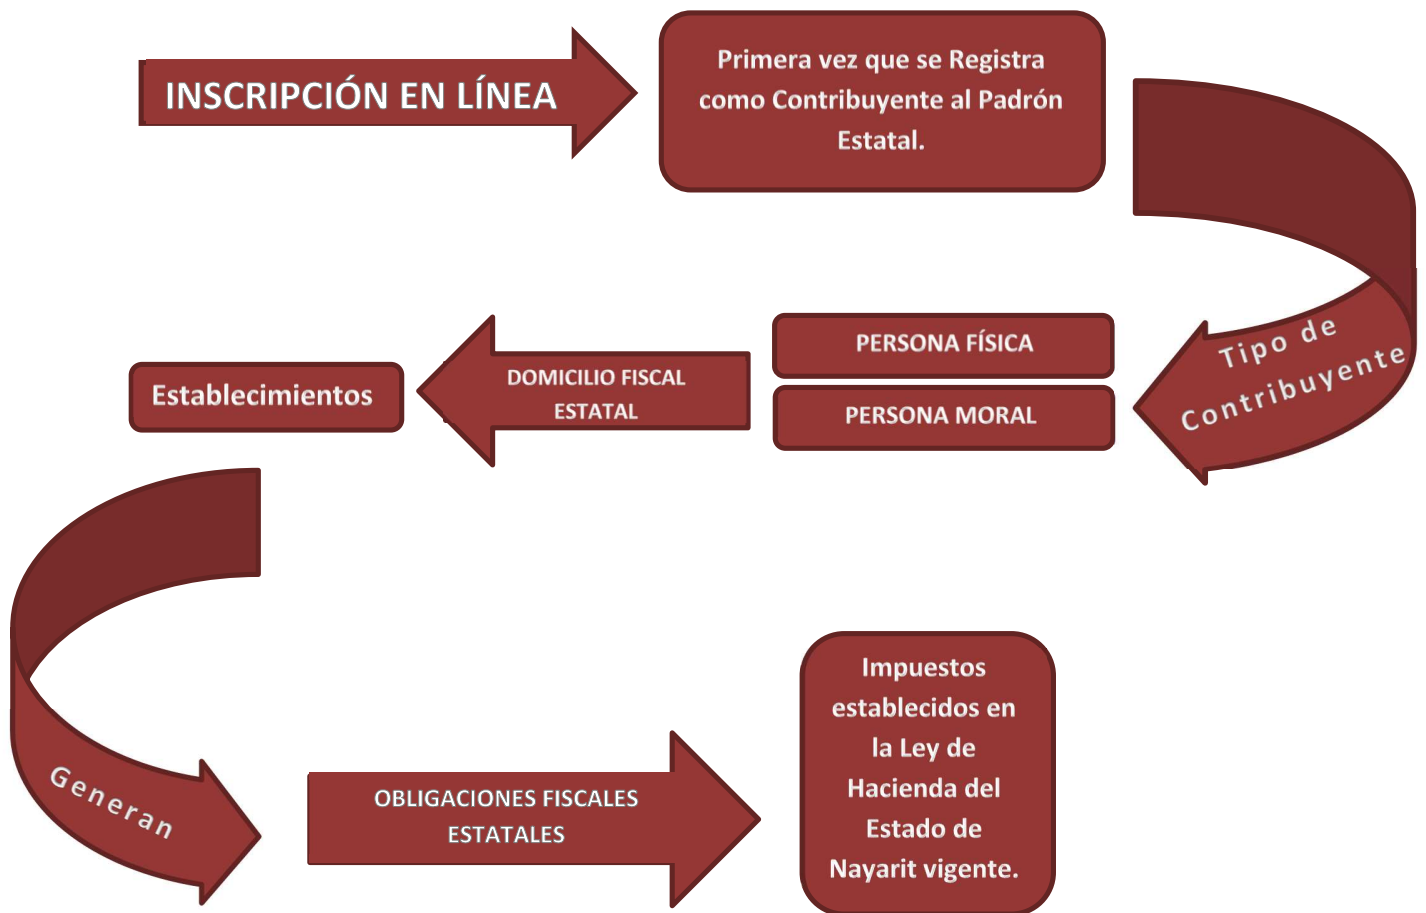 INSCRIPCIÓN EN LÍNEA
Primera vez que se Registra
como Contribuyente al Padrón
Estatal.
Tipo de
Contribuyente
PERSONA FÍSICA
PERSONA MORAL
DOMICILIO FISCAL
ESTATAL
Establecimientos
Generan
OBLIGACIONES FISCALES
ESTATALES
Impuestos
establecidos en
la Ley de
Hacienda del
Estado de
Nayarit vigente.